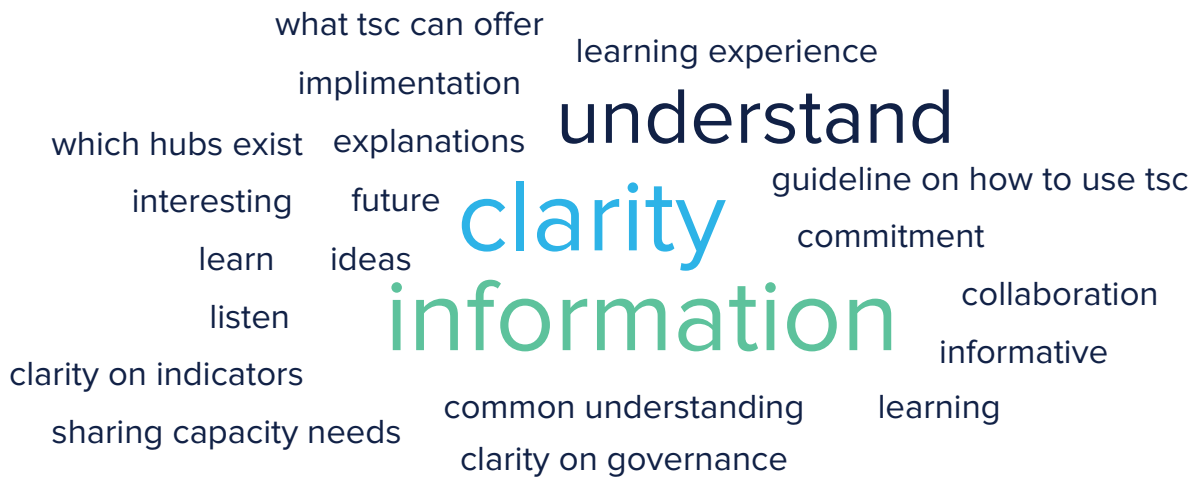 what tsc can offer
learning experience
implimentation
understand
which hubs exist
explanations
guideline on how to use tsc
interesting
future
clarity
commitment
learn
ideas
information
collaboration
listen
informative
clarity on indicators
common understanding
learning
sharing capacity needs
clarity on governance